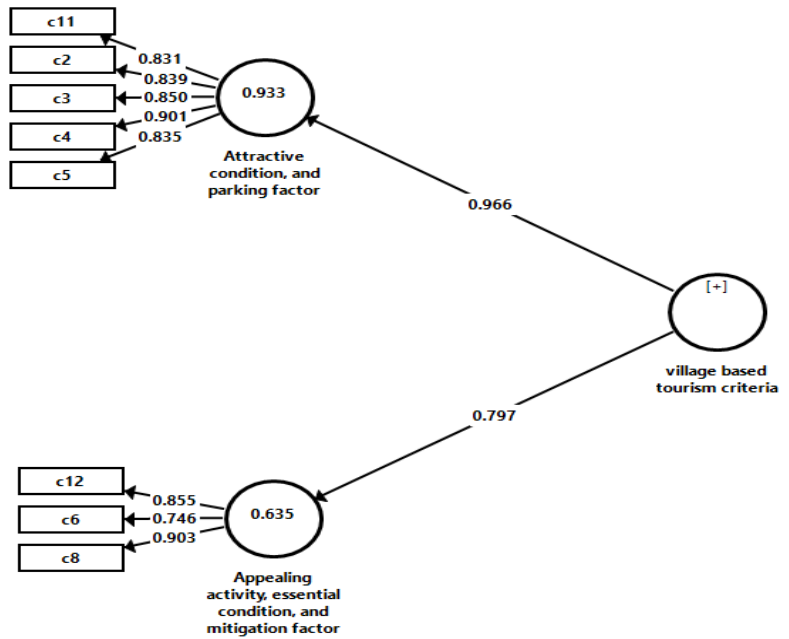 c11
c2
c3
c4
c5
0.831
0.839
0.850
0.901
0.835
0.933
Attractive
condition, and
parking factor
0.966
[+]
village based
tourism criteria
0.797
c12
c6
c8
0.855
0.746
0.903
0.635
Appealing
activity, essential
condition, and
mitigation factor